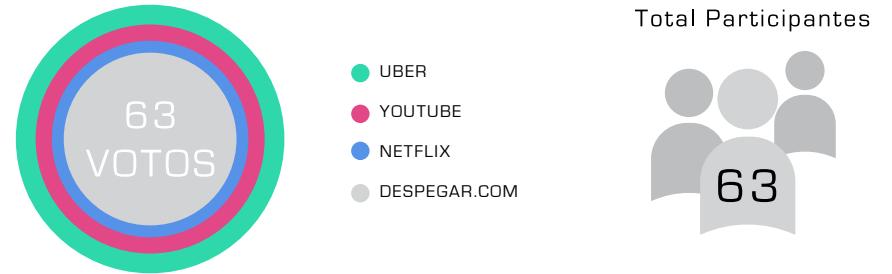 63
VOTOS
UBER
YOUTUBE
NETFLIX
DESPEGAR.COM
Total Participantes
63